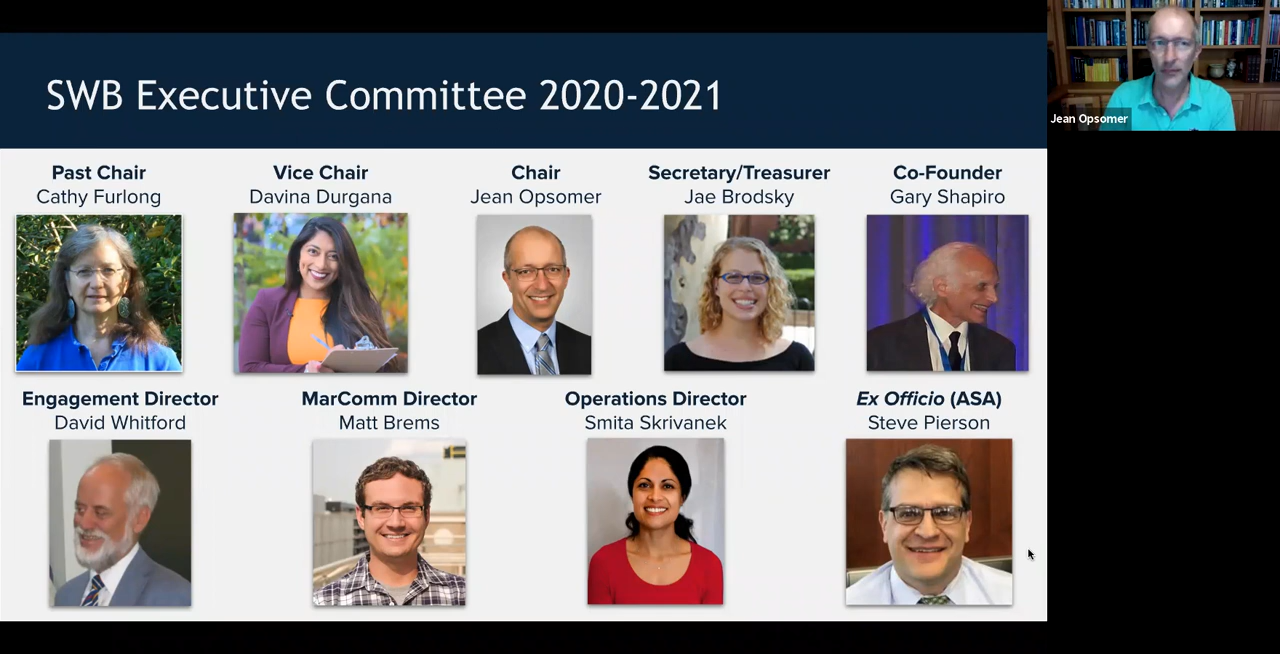 SWB Executive Committee 2020-2021
Jean Opsomer
Past Chair
Cathy Furlong
Vice Chair
Davina Durgana
Chair
Jean Opsomer
Secretary/Treasurer
Jae Brodsky
Co-Founder
Gary Shapiro
Engagement Director
David Whitford
MarComm Director
Matt Brems
Operations Director
Smita Skrivanek
Ex Officio (ASA)
Steve Pierson